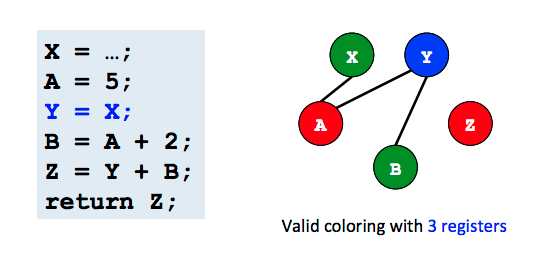 X = …;
A = 5;
Y = X;
B = A + 2;
Z = Y + B;
return Z;
X
Y
A
Z
B
Valid coloring with 3 registers